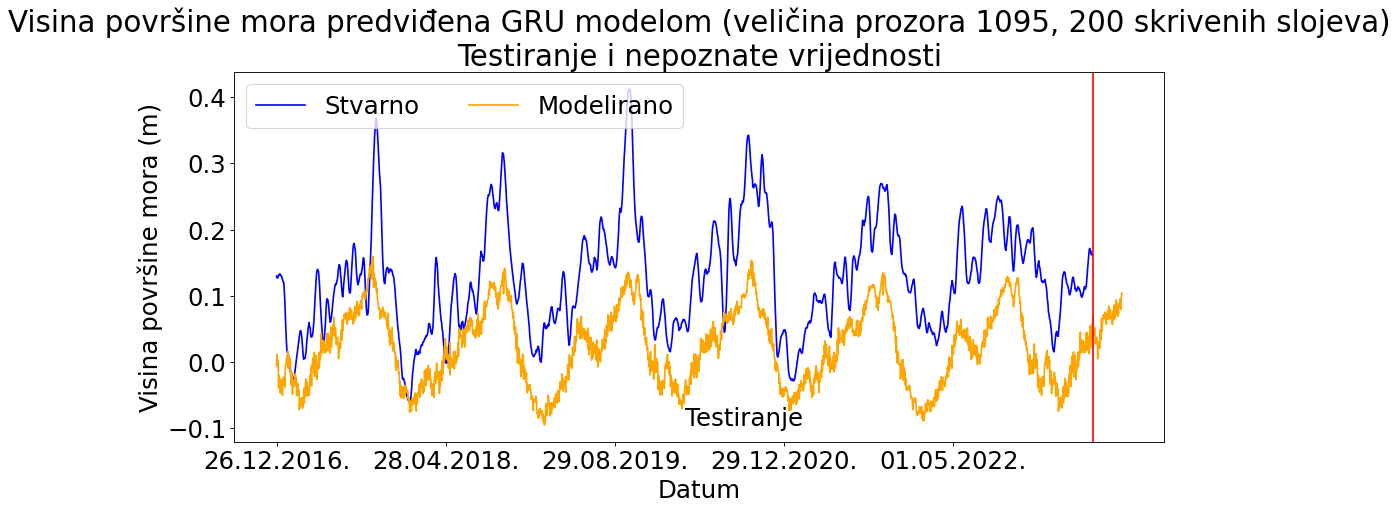 Visina površine mora predviđena GRU modelom (veličina prozora 1095, 200 skrivenih slojeva)
Testiranje i nepoznate vrijednosti
Stvarno Modelirano
Visina površine mora (m)
0.4
0.3
0.2
0.1
0.0
−0.1
Testiranje
26.12.2016. 28.04.2018. 29.08.2019. 29.12.2020. 01.05.2022.
Datum